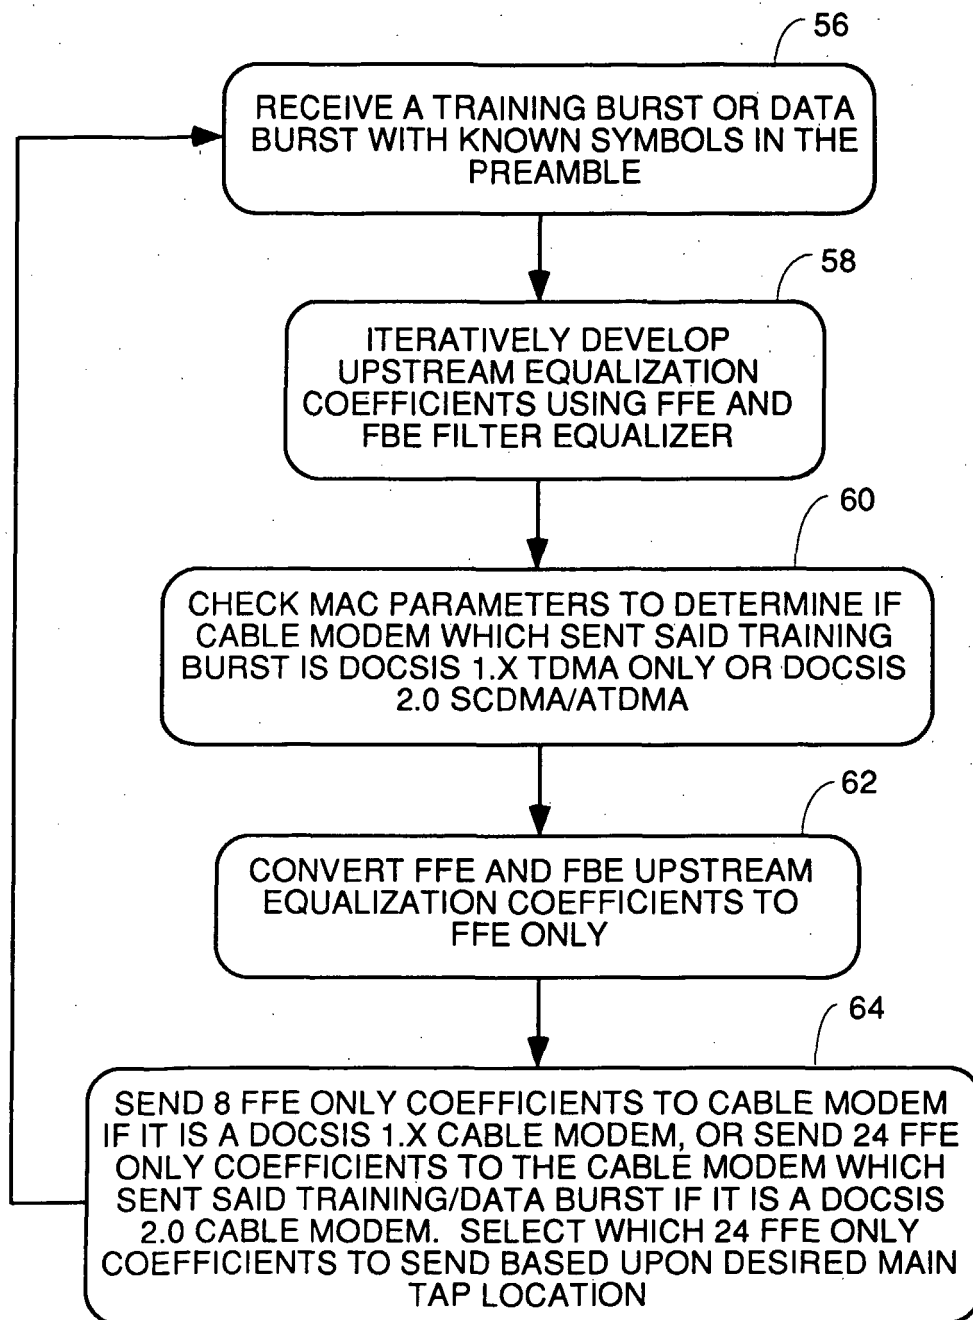 56
RECEIVE A TRAINING BURST OR DATA
BURST WITH KNOWN SYMBOLS IN THE
PREAMBLE
58
ITERATIVELY DEVELOP
UPSTREAM EQUALIZATION
COEFFICIENTS USING FFE AND
FBE FILTER EQUALIZER
60
CHECK MAC PARAMETERS TO DETERMINE IF
CABLE MODEM WHICH SENT SAID TRAINING
BURST IS DOCSIS 1.X TDMA ONLY OR DOCSIS
2.0 SCDMA/ATDMA
62
CONVERT FFE AND FBE UPSTREAM
EQUALIZATION COEFFICIENTS TO
FFE ONLY
64
SEND 8 FFE ONLY COEFFICIENTS TO CABLE MODEM
IF IT IS A DOCSIS 1.X CABLE MODEM, OR SEND 24 FFE
ONLY COEFFICIENTS TO THE CABLE MODEM WHICH
SENT SAID TRAINING/DATA BURST IF IT IS A DOCSIS
2.0 CABLE MODEM. SELECT WHICH 24 FFE ONLY
COEFFICIENTS TO SEND BASED UPON DESIRED MAIN
TAP LOCATION